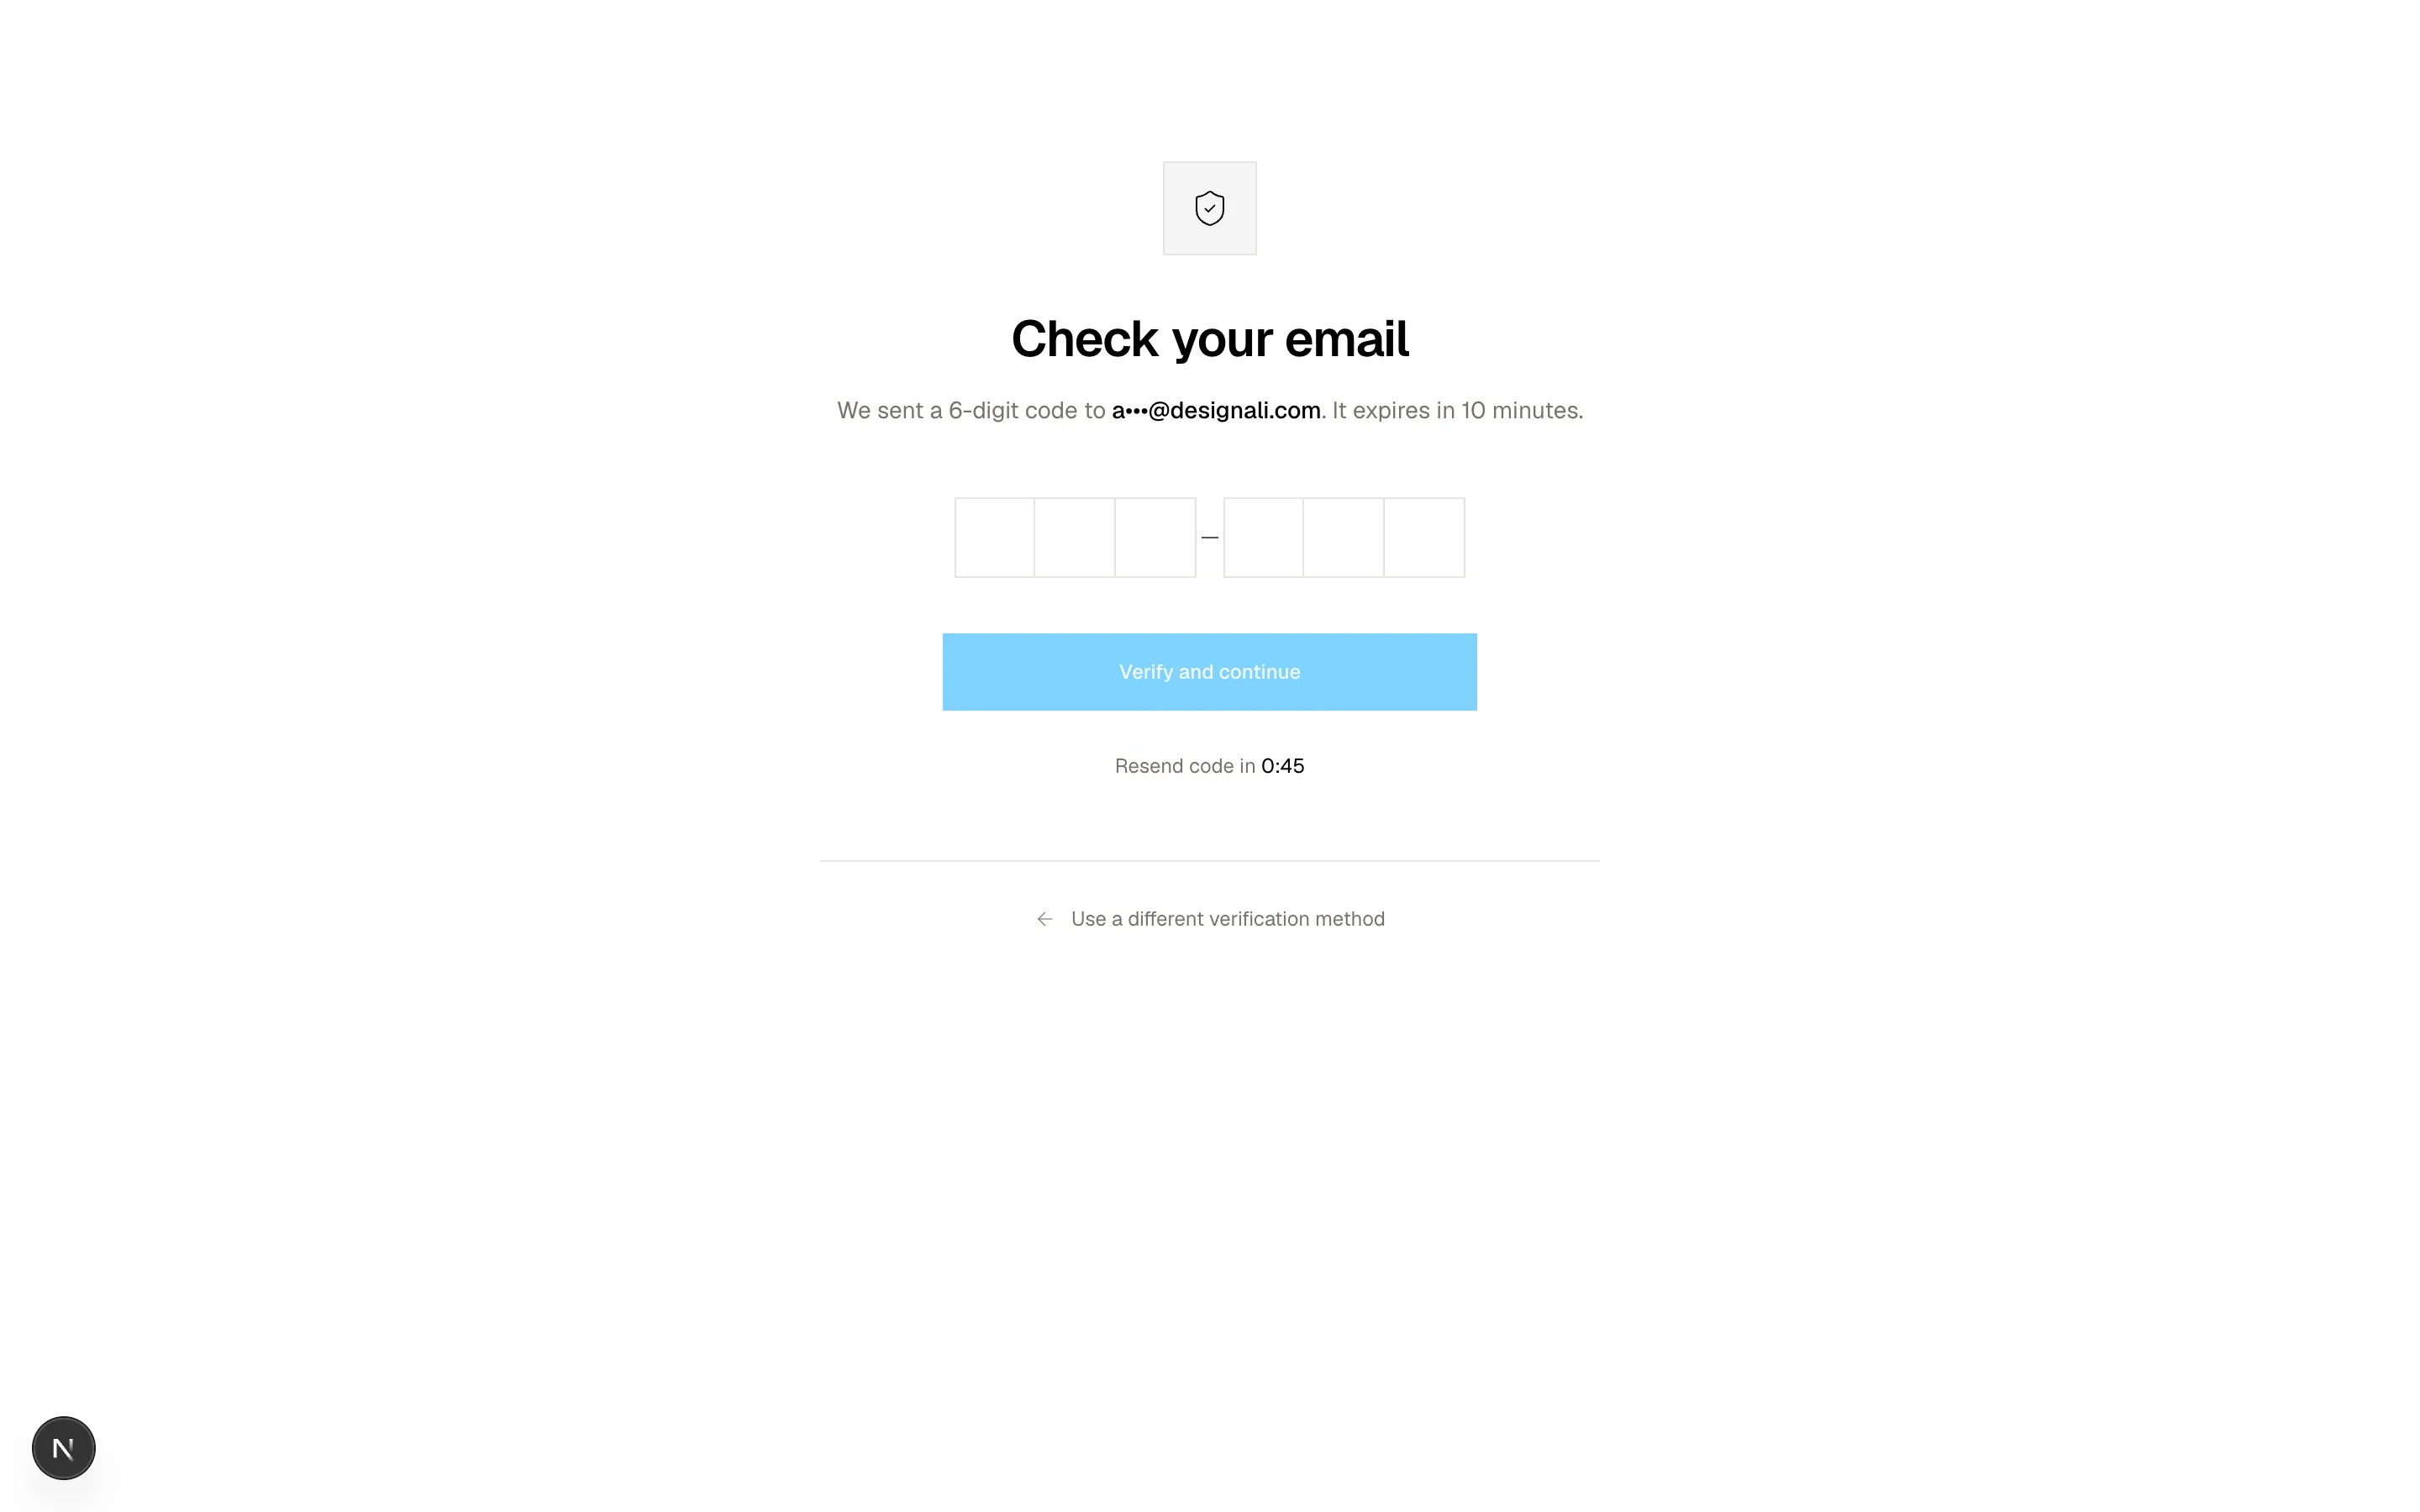 Check your email
We sent a 6-digit code to a•••@designali.com. It expires in 10 minutes.
—
Verify and continue
Resend code in 0:45
← Use a different verification method
N